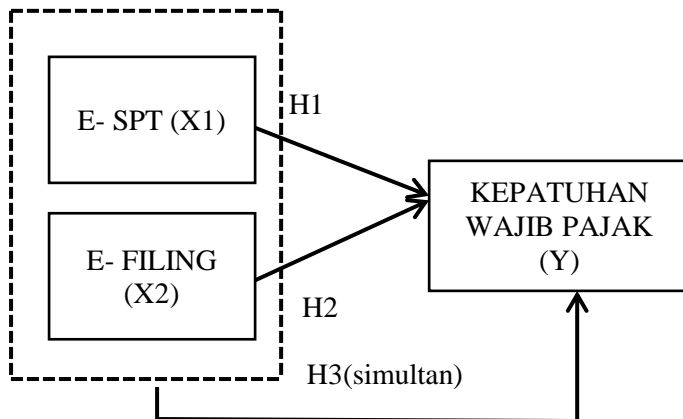 E- SPT (X1)
H1
KEPATUHAN
WAJIB PAJAK
(Y)
E- FILING
(X2)
H2
H3(simultan)